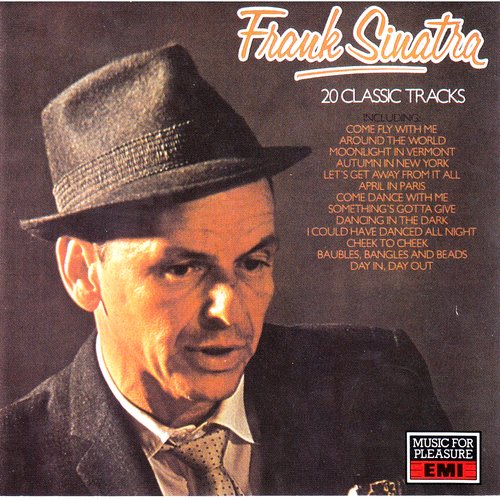 Frank Sinatra
20 CLASSIC TRACKS
INCLUDING:
COME FLY WITH ME
AROUND THE WORLD
MOONLIGHT IN VERMONT
AUTUMN IN NEW YORK
LET'S GET AWAY FROM IT ALL
APRIL IN PARIS
COME DANCE WITH ME
SOMETHING'S GOTTA GIVE
DANCING IN THE DARK
I COULD HAVE DANCED ALL NIGHT
CHEEK TO CHEEK
BAUBLES, BANGLES AND BEADS
DAY IN, DAY OUT
MUSIC FOR
PLEASURE
EMI